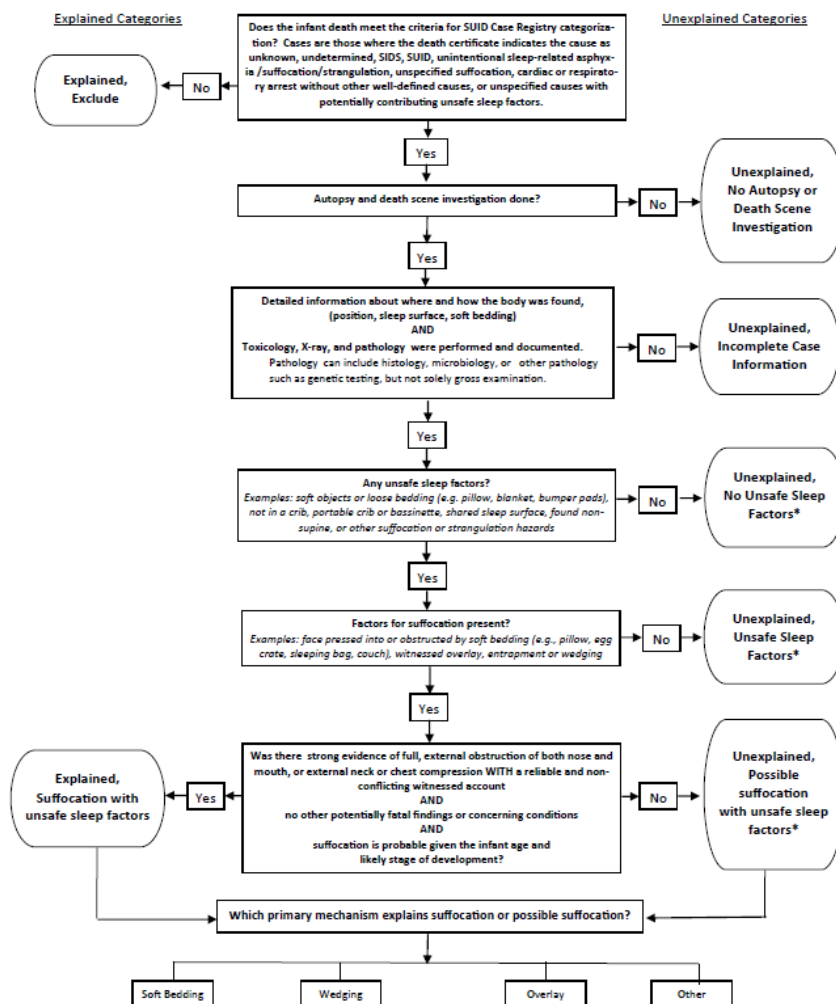 Explained Categories
Unexplained Categories
Does the infant death meet the criteria for SUID Case Registry categoriza-
tion? Cases are those where the death certificate indicates the cause as
unknown, undetermined, SIDS, SUID, unintentional sleep-related asphyx-
ia /suffocation/strangulation, unspecified suffocation, cardiac or respirato-
ry arrest without other well-defined causes, or unspecified causes with
potentially contributing unsafe sleep factors.
No
Explained,
Exclude
Yes
Autopsy and death scene investigation done?
No
Unexplained,
No Autopsy or
Death Scene
Investigation
Yes
Detailed information about where and how the body was found,
(position, sleep surface, soft bedding)
AND
Toxicology, X-ray, and pathology were performed and documented.
Pathology can include histology, microbiology, or other pathology
such as genetic testing, but not solely gross examination.
No
Unexplained,
Incomplete Case
Information
Yes
Any unsafe sleep factors?
Examples: soft objects or loose bedding (e.g. pillow, blanket, bumper pads),
not in a crib, portable crib or bassinette, shared sleep surface, found non-
supine, or other suffocation or strangulation hazards
No
Unexplained,
No Unsafe Sleep
Factors*
Yes
Factors for suffocation present?
Examples: face pressed into or obstructed by soft bedding (e.g., pillow, egg
crate, sleeping bag, couch), witnessed overlay, entrapment or wedging
No
Unexplained,
Unsafe Sleep
Factors*
Yes
Was there strong evidence of full, external obstruction of both nose and
mouth, or external neck or chest compression WITH a reliable and non-
conflicting witnessed account
AND
no other potentially fatal findings or concerning conditions
AND
suffocation is probable given the infant age and
likely stage of development?
Yes
Explained,
Suffocation with
unsafe sleep factors
No
Unexplained,
Possible
suffocation
with unsafe sleep
factors*
Which primary mechanism explains suffocation or possible suffocation?
Soft Bedding
Wedging
Overlay
Other